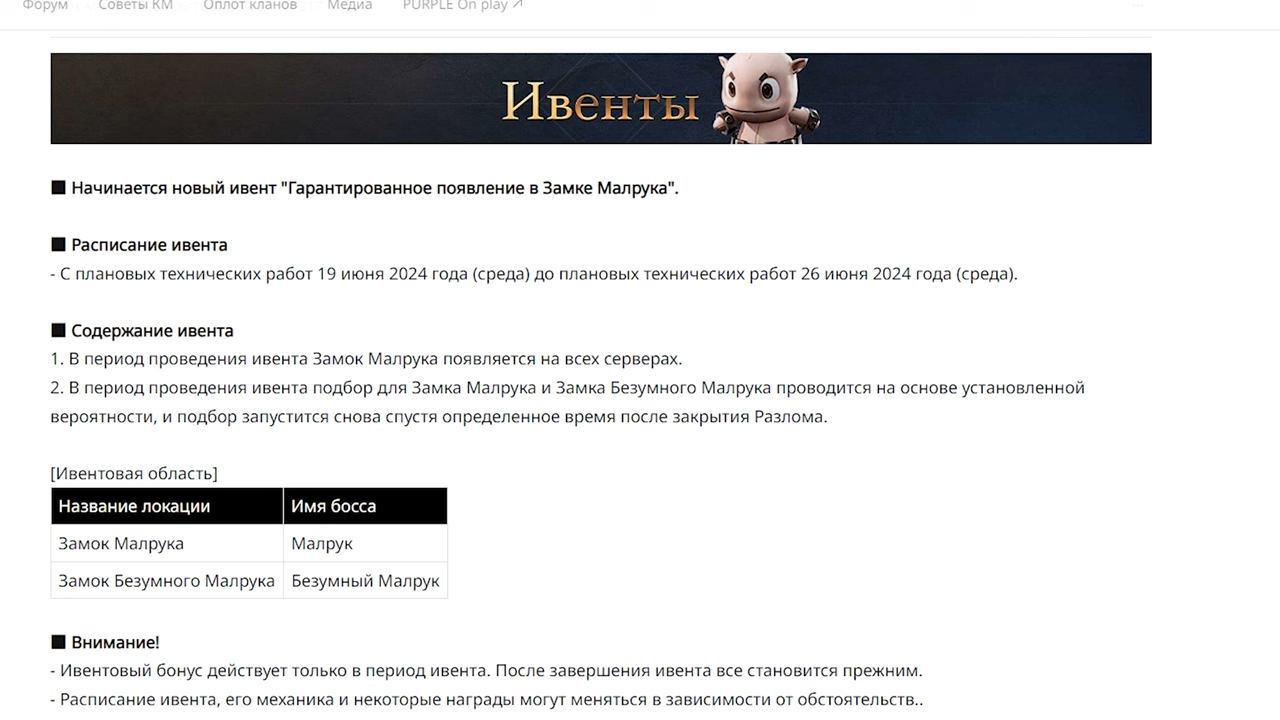 Форум Советы КМ Оплот кланов Медиа PURPLE On play ↗
Ивенты
■ Начинается новый ивент "Гарантированное появление в Замке Малрука".
■ Расписание ивента
- С плановых технических работ 19 июня 2024 года (среда) до плановых технических работ 26 июня 2024 года (среда).
■ Содержание ивента
1. В период проведения ивента Замок Малрука появляется на всех серверах.
2. В период проведения ивента подбор для Замка Малрука и Замка Безумного Малрука проводится на основе установленной
вероятности, и подбор запустится снова спустя определенное время после закрытия Разлома.
[Ивентовая область]
Название локации Имя босса
Замок Малрука Малрук
Замок Безумного Малрука Безумный Малрук
■ Внимание!
- Ивентовый бонус действует только в период ивента. После завершения ивента все становится прежним.
- Расписание ивента, его механика и некоторые награды могут меняться в зависимости от обстоятельств..